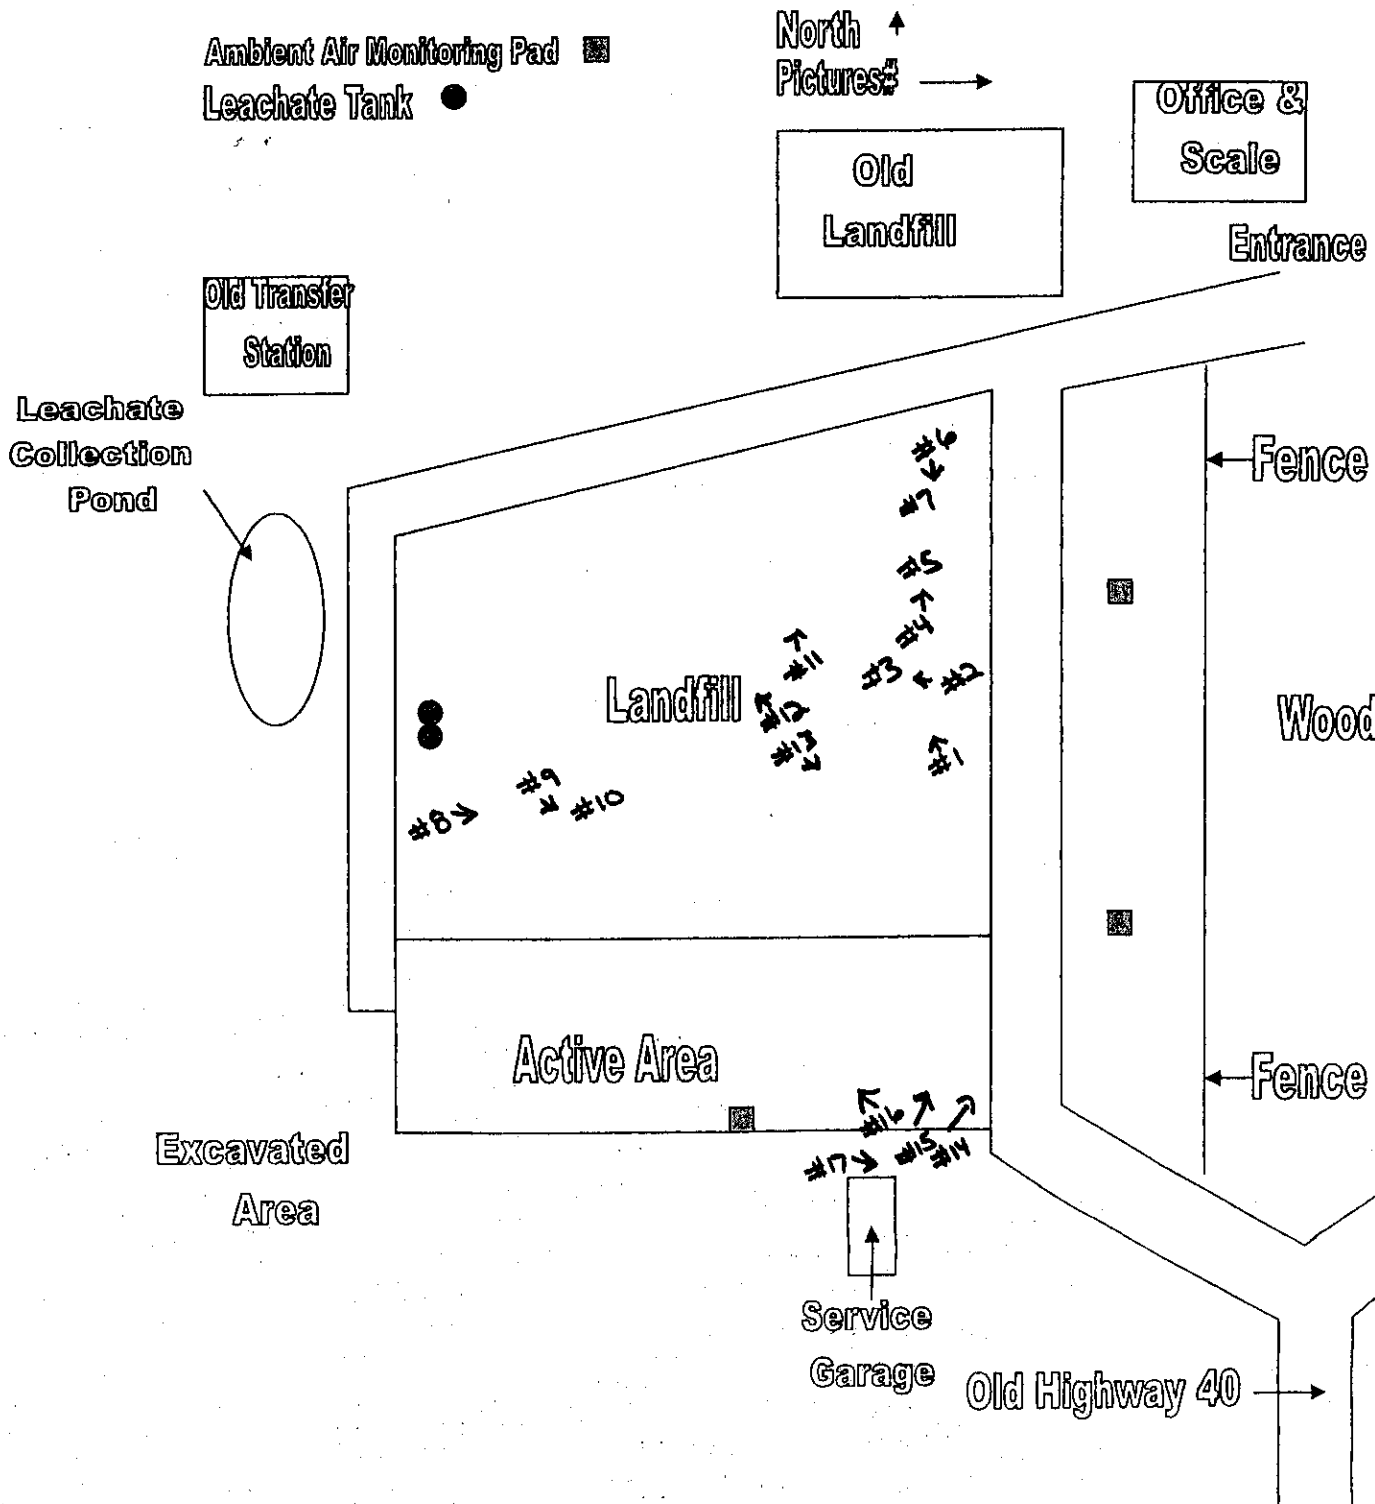 Ambient Air Monitoring Pad
Leachate Tank
North
Pictures#
Office &
Scale
Old
Landfill
Entrance
Old Transfer
Station
Leachate
Collection
Pond
Fence
#6
#7
#5
#4
#3
#2
#11
Landfill
#12
#13
#1
Wood
#9
#10
#8
Active Area
Fence
#16
#15
#14
#17
Excavated
Area
Service
Garage
Old Highway 40